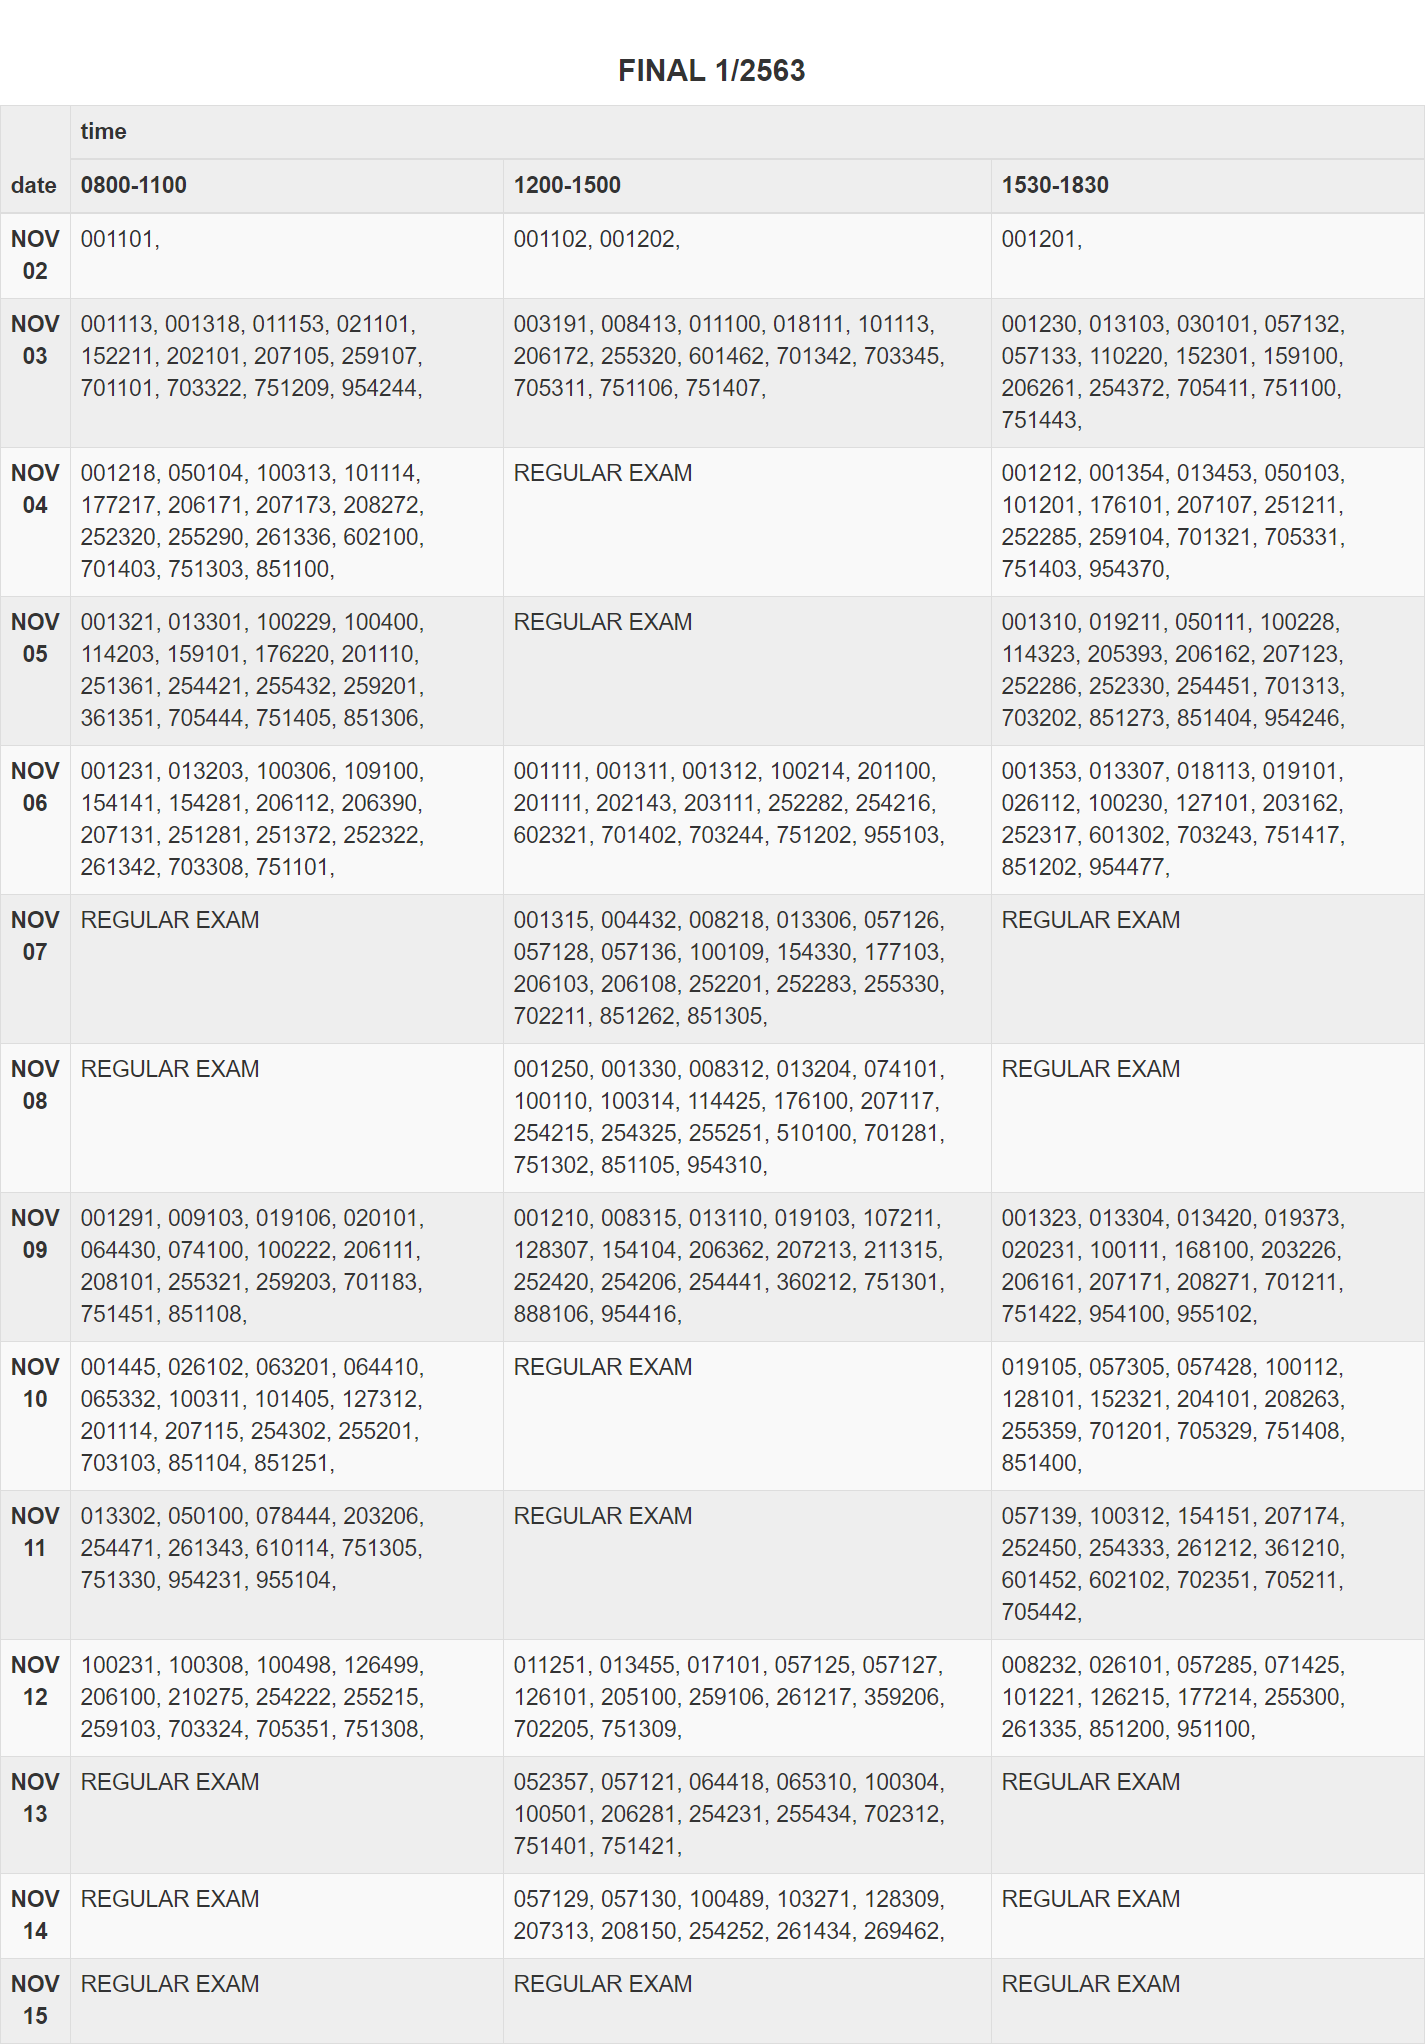 FINAL 1/2563
time
date 0800-1100 1200-1500 1530-1830
NOV 02
001101,
001102, 001202,
001201,
NOV 03
001113, 001318, 011153, 021101,
152211, 202101, 207105, 259107,
701101, 703322, 751209, 954244,
003191, 008413, 011100, 018111, 101113,
206172, 255320, 601462, 701342, 703345,
705311, 751106, 751407,
001230, 013103, 030101, 057132,
057133, 110220, 152301, 159100,
206261, 254372, 705411, 751100,
751443,
NOV 04
001218, 050104, 100313, 101114,
177217, 206171, 207173, 208272,
252320, 255290, 261336, 602100,
701403, 751303, 851100,
REGULAR EXAM
001212, 001354, 013453, 050103,
101201, 176101, 207107, 251211,
252285, 259104, 701321, 705331,
751403, 954370,
NOV 05
001321, 013301, 100229, 100400,
114203, 159101, 176220, 201110,
251361, 254421, 255432, 259201,
361351, 705444, 751405, 851306,
REGULAR EXAM
001310, 019211, 050111, 100228,
114323, 205393, 206162, 207123,
252286, 252330, 254451, 701313,
703202, 851273, 851404, 954246,
NOV 06
001231, 013203, 100306, 109100,
154141, 154281, 206112, 206390,
207131, 251281, 251372, 252322,
261342, 703308, 751101,
001111, 001311, 001312, 100214, 201100,
201111, 202143, 203111, 252282, 254216,
602321, 701402, 703244, 751202, 955103,
001353, 013307, 018113, 019101,
026112, 100230, 127101, 203162,
252317, 601302, 703243, 751417,
851202, 954477,
NOV 07
REGULAR EXAM
001315, 004432, 008218, 013306, 057126,
057128, 057136, 100109, 154330, 177103,
206103, 206108, 252201, 252283, 255330,
702211, 851262, 851305,
REGULAR EXAM
NOV 08
REGULAR EXAM
001250, 001330, 008312, 013204, 074101,
100110, 100314, 114425, 176100, 207117,
254215, 254325, 255251, 510100, 701281,
751302, 851105, 954310,
REGULAR EXAM
NOV 09
001291, 009103, 019106, 020101,
064430, 074100, 100222, 206111,
208101, 255321, 259203, 701183,
751451, 851108,
001210, 008315, 013110, 019103, 107211,
128307, 154104, 206362, 207213, 211315,
252420, 254206, 254441, 360212, 751301,
888106, 954416,
001323, 013304, 013420, 019373,
020231, 100111, 168100, 203226,
206161, 207171, 208271, 701211,
751422, 954100, 955102,
NOV 10
001445, 026102, 063201, 064410,
065332, 100311, 101405, 127312,
201114, 207115, 254302, 255201,
703103, 851104, 851251,
REGULAR EXAM
019105, 057305, 057428, 100112,
128101, 152321, 204101, 208263,
255359, 701201, 705329, 751408,
851400,
NOV 11
013302, 050100, 078444, 203206,
254471, 261343, 610114, 751305,
751330, 954231, 955104,
REGULAR EXAM
057139, 100312, 154151, 207174,
252450, 254333, 261212, 361210,
601452, 602102, 702351, 705211,
705442,
NOV 12
100231, 100308, 100498, 126499,
206100, 210275, 254222, 255215,
259103, 703324, 705351, 751308,
011251, 013455, 017101, 057125, 057127,
126101, 205100, 259106, 261217, 359206,
702205, 751309,
008232, 026101, 057285, 071425,
101221, 126215, 177214, 255300,
261335, 851200, 951100,
NOV 13
REGULAR EXAM
052357, 057121, 064418, 065310, 100304,
100501, 206281, 254231, 255434, 702312,
751401, 751421,
REGULAR EXAM
NOV 14
REGULAR EXAM
057129, 057130, 100489, 103271, 128309,
207313, 208150, 254252, 261434, 269462,
REGULAR EXAM
NOV 15
REGULAR EXAM
REGULAR EXAM
REGULAR EXAM